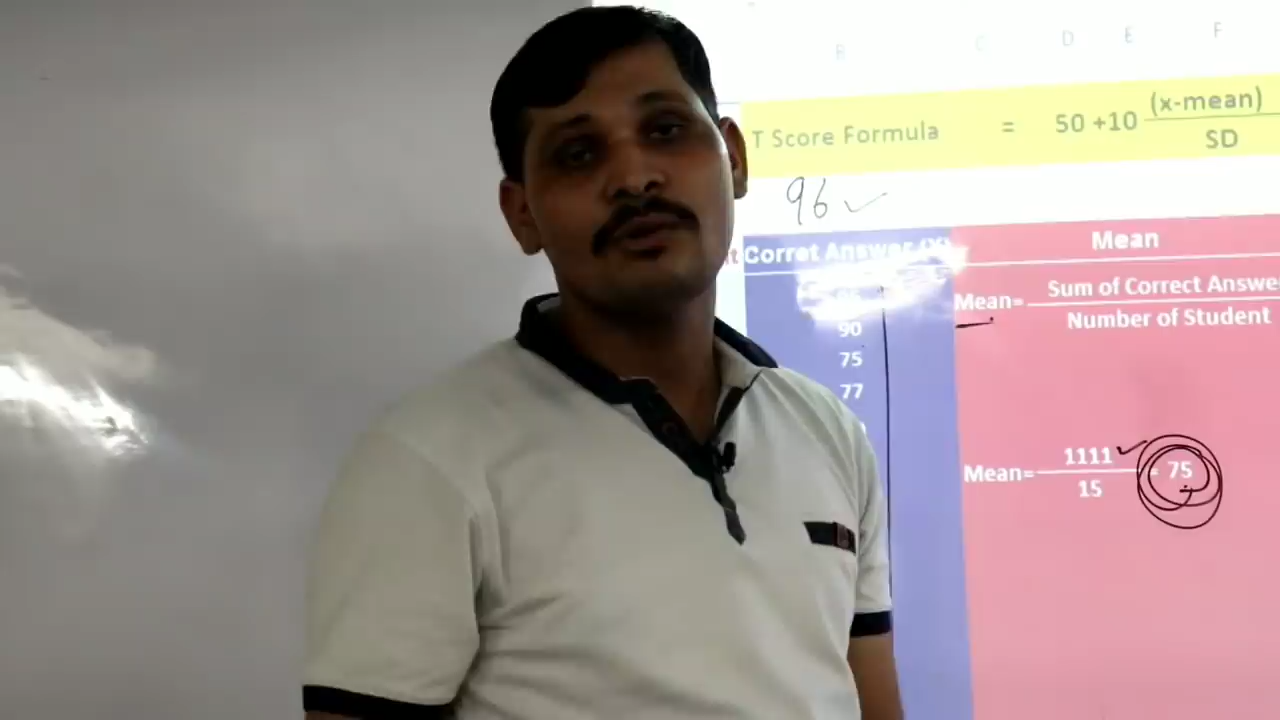 B C D E F
T Score Formula = 50 +10 (x-mean)
SD
96
Corret Answer (X)
Mean
90
75
77
Mean= Sum of Correct Answe
Number of Student
Mean= 1111 = 75
15